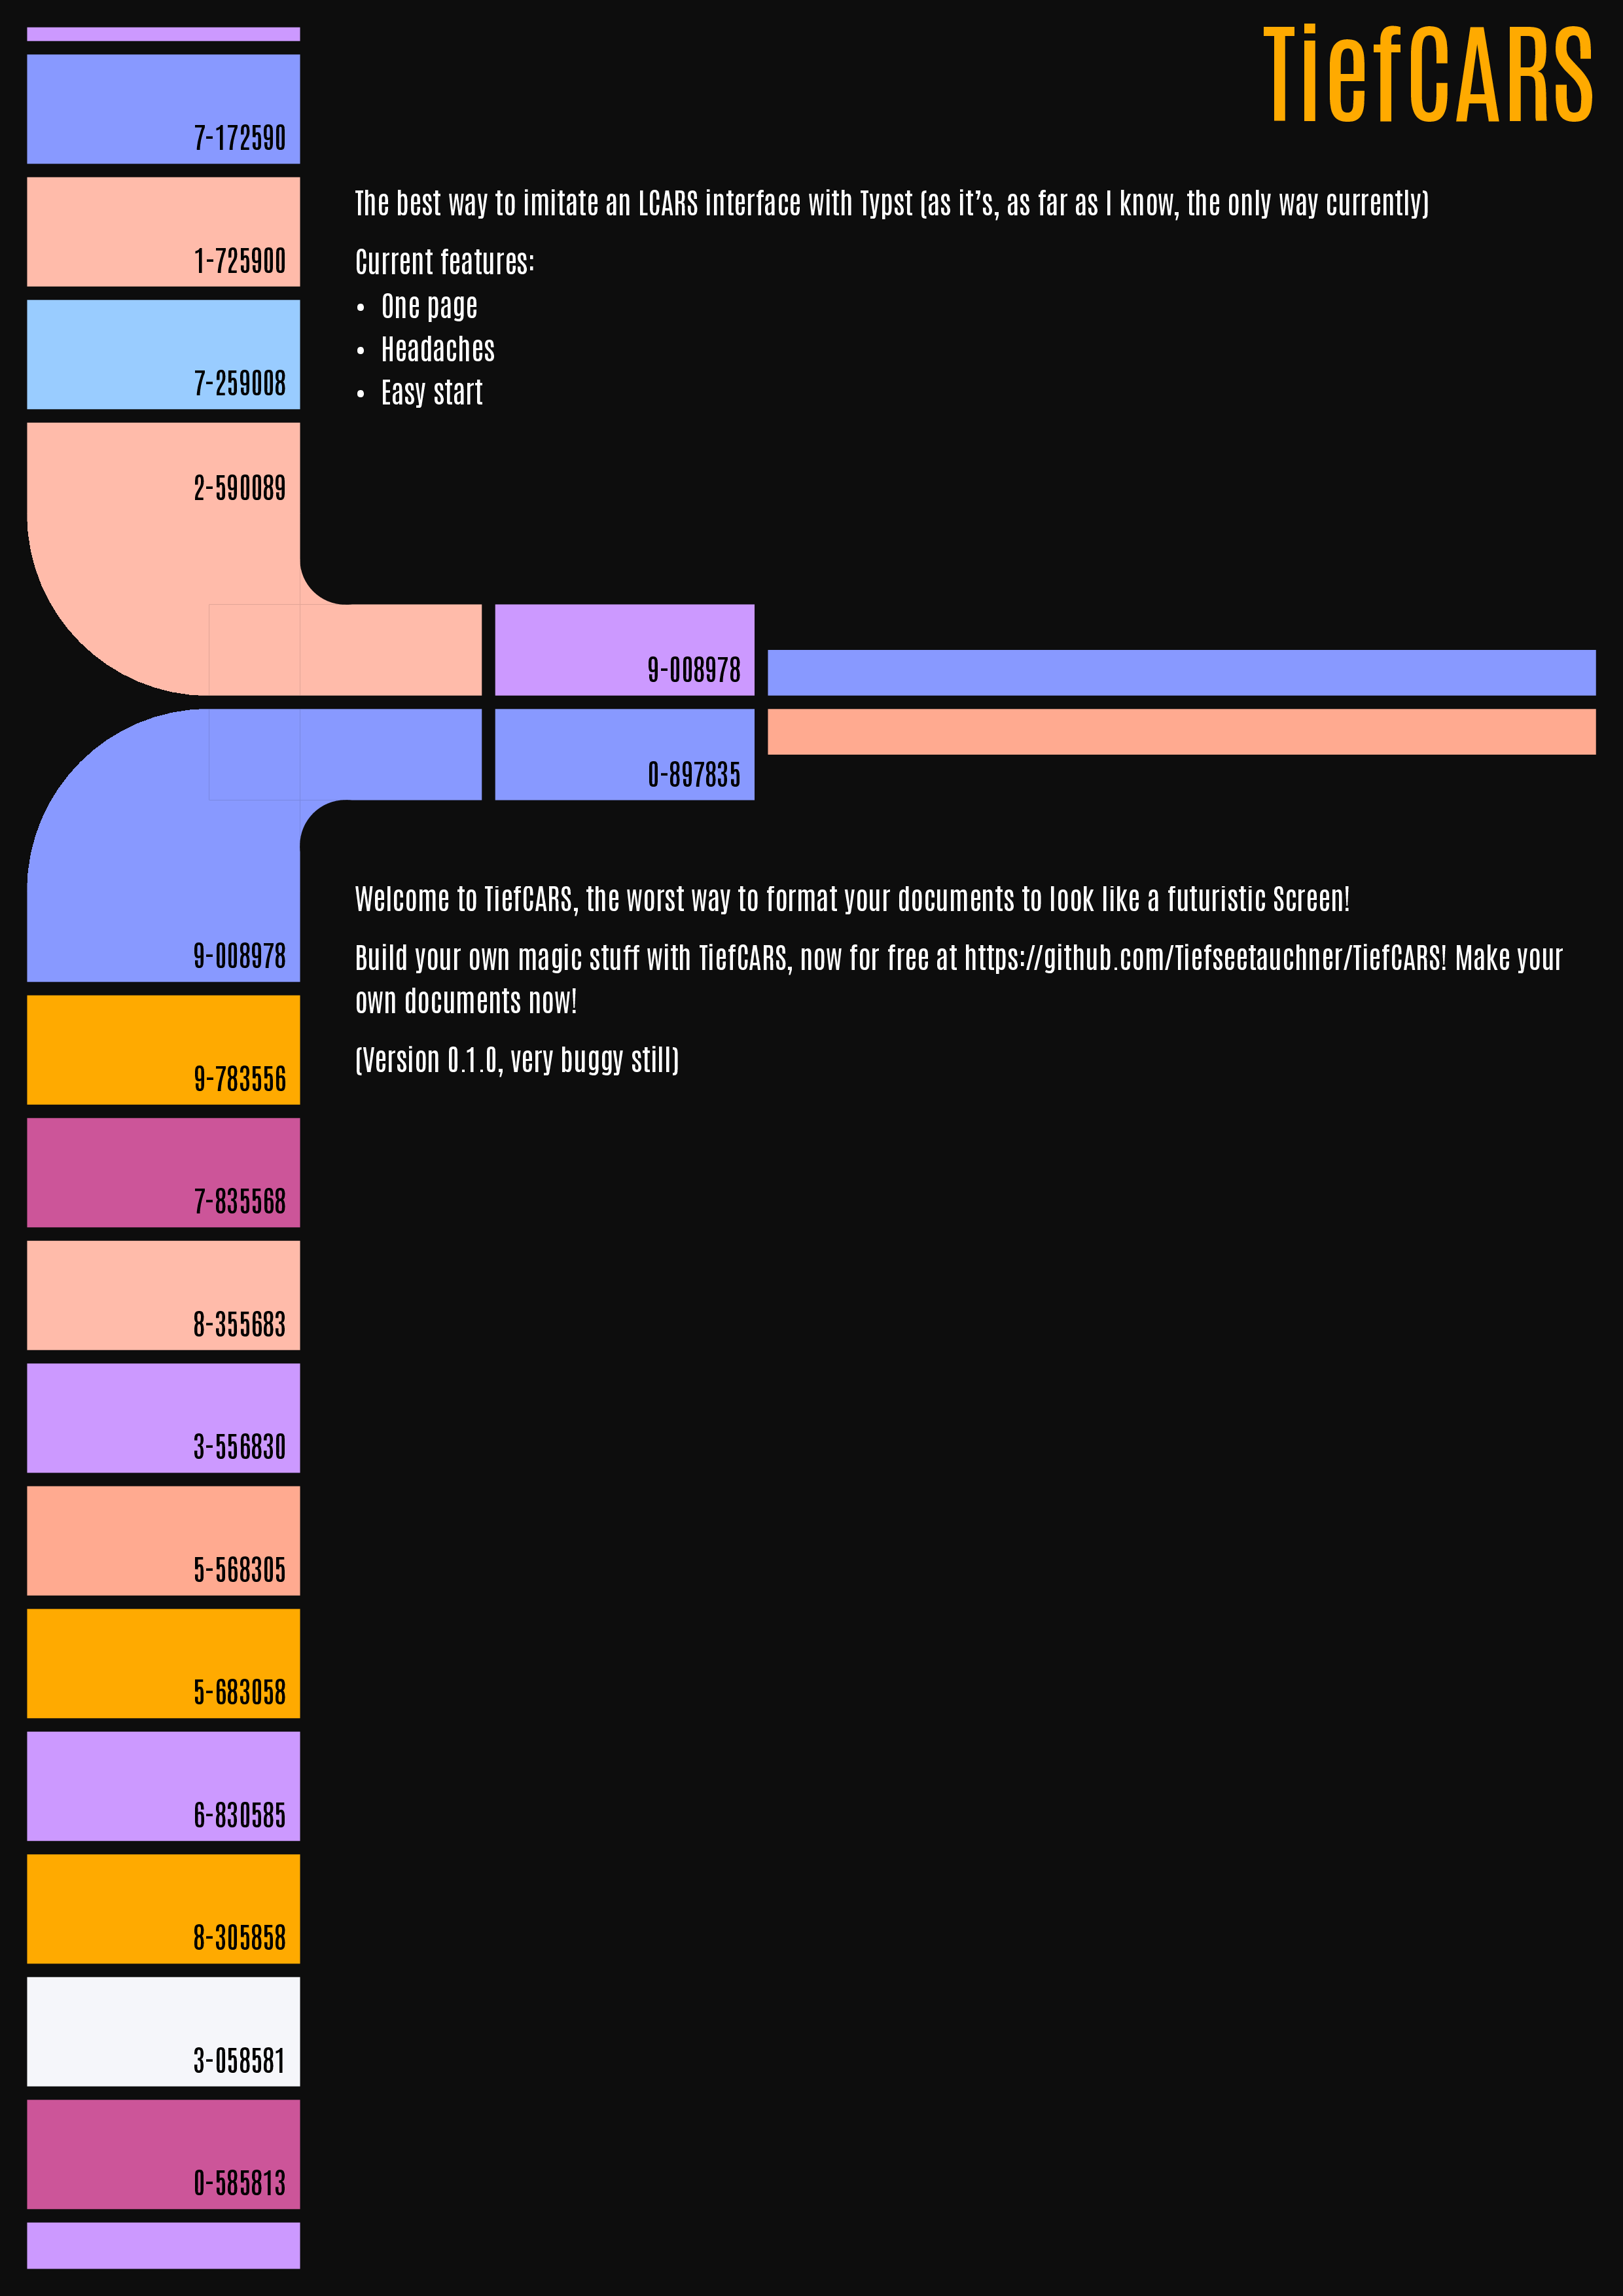 TiefCARS
7-172590
1-725900
7-259008
2-590089
The best way to imitate an LCARS interface with Typst (as it’s, as far as I know, the only way currently)
Current features:
• One page
• Headaches
• Easy start
9-008978
0-897835
9-008978
9-783556
7-835568
8-355683
3-556830
5-568305
5-683058
6-830585
8-305858
3-058581
0-585813
Welcome to TiefCARS, the worst way to format your documents to look like a futuristic Screen!
Build your own magic stuff with TiefCARS, now for free at https://github.com/Tiefseetauchner/TiefCARS! Make your
own documents now!
(Version 0.1.0, very buggy still)